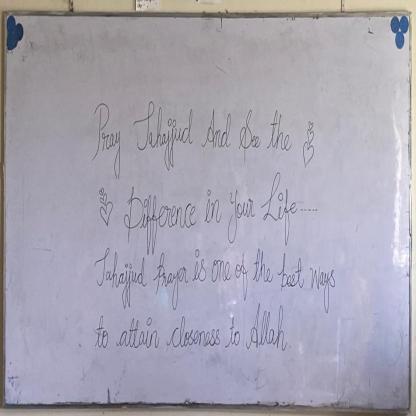 Pray Tahajjud And See the
Difference in Your Life.....
Tahajjud Prayer is one of the best ways
to attain closeness to Allah.